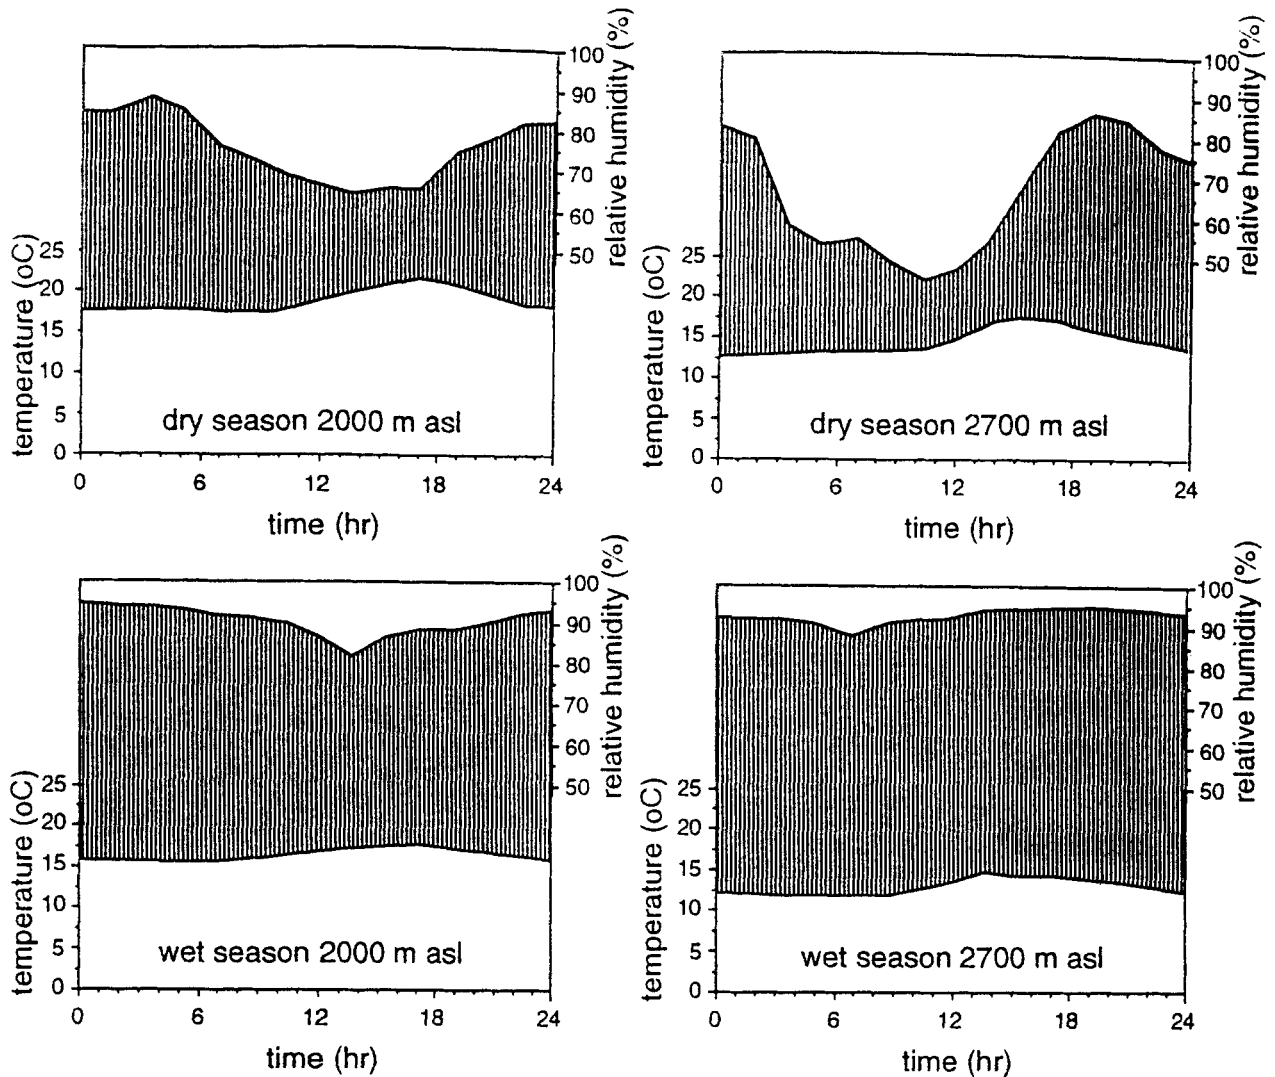 100
90
80
70
60
50
relative humidity (%)
25
20
15
10
5
0
temperature (oC)
dry season 2000 m asl
0 6 12 18 24
time (hr)
100
90
80
70
60
50
relative humidity (%)
25
20
15
10
5
0
temperature (oC)
dry season 2700 m asl
0 6 12 18 24
time (hr)
100
90
80
70
60
50
relative humidity (%)
25
20
15
10
5
0
temperature (oC)
wet season 2000 m asl
0 6 12 18 24
time (hr)
100
90
80
70
60
50
relative humidity (%)
25
20
15
10
5
0
temperature (oC)
wet season 2700 m asl
0 6 12 18 24
time (hr)